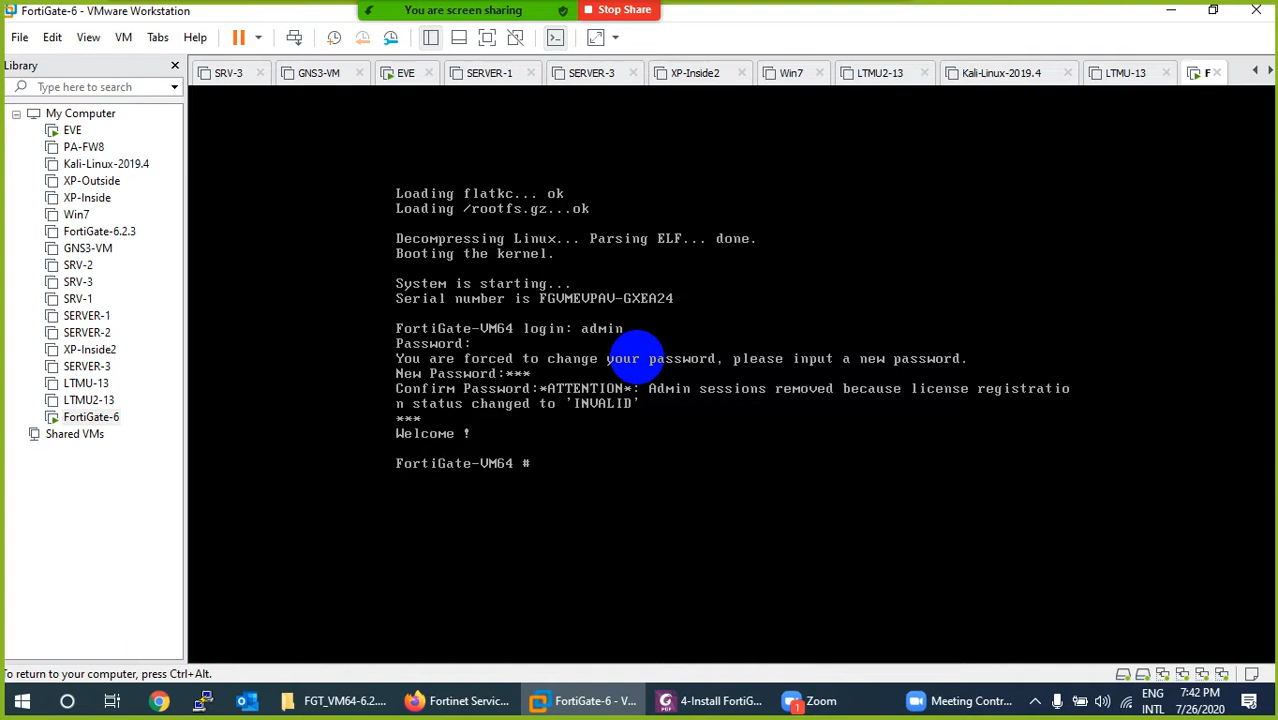 FortiGate-6 - VMware Workstation
You are screen sharing
Stop Share
File Edit View VM Tabs Help
Library
SRV-3
GNS3-VM
EVE
SERVER-1
SERVER-3
XP-Inside2
Win7
LTMU2-13
Kali-Linux-2019.4
LTMU-13
F
Type here to search
My Computer
EVE
PA-FW8
Kali-Linux-2019.4
XP-Outside
XP-Inside
Win7
FortiGate-6.2.3
GNS3-VM
SRV-2
SRV-3
SRV-1
SERVER-1
SERVER-2
XP-Inside2
SERVER-3
LTMU-13
LTMU2-13
FortiGate-6
Shared VMs
Loading flatkc... ok
Loading /rootfs.gz...ok
Decompressing Linux... Parsing ELF... done.
Booting the kernel.
System is starting...
Serial number is FGVMEVPAV-GXEA24
FortiGate-VM64 login: admin
Password:
You are forced to change your password, please input a new password.
New Password:***
Confirm Password:*ATTENTION*: Admin sessions removed because license registratio
n status changed to 'INVALID'
***
Welcome !
FortiGate-VM64 #
To return to your computer, press Ctrl+Alt.
FGT_VM64-6.2....
Fortinet Servic...
FortiGate-6 - V...
4-Install FortiG...
1
Zoom
Meeting Contr...
ENG
INTL
7:42 PM
7/26/2020